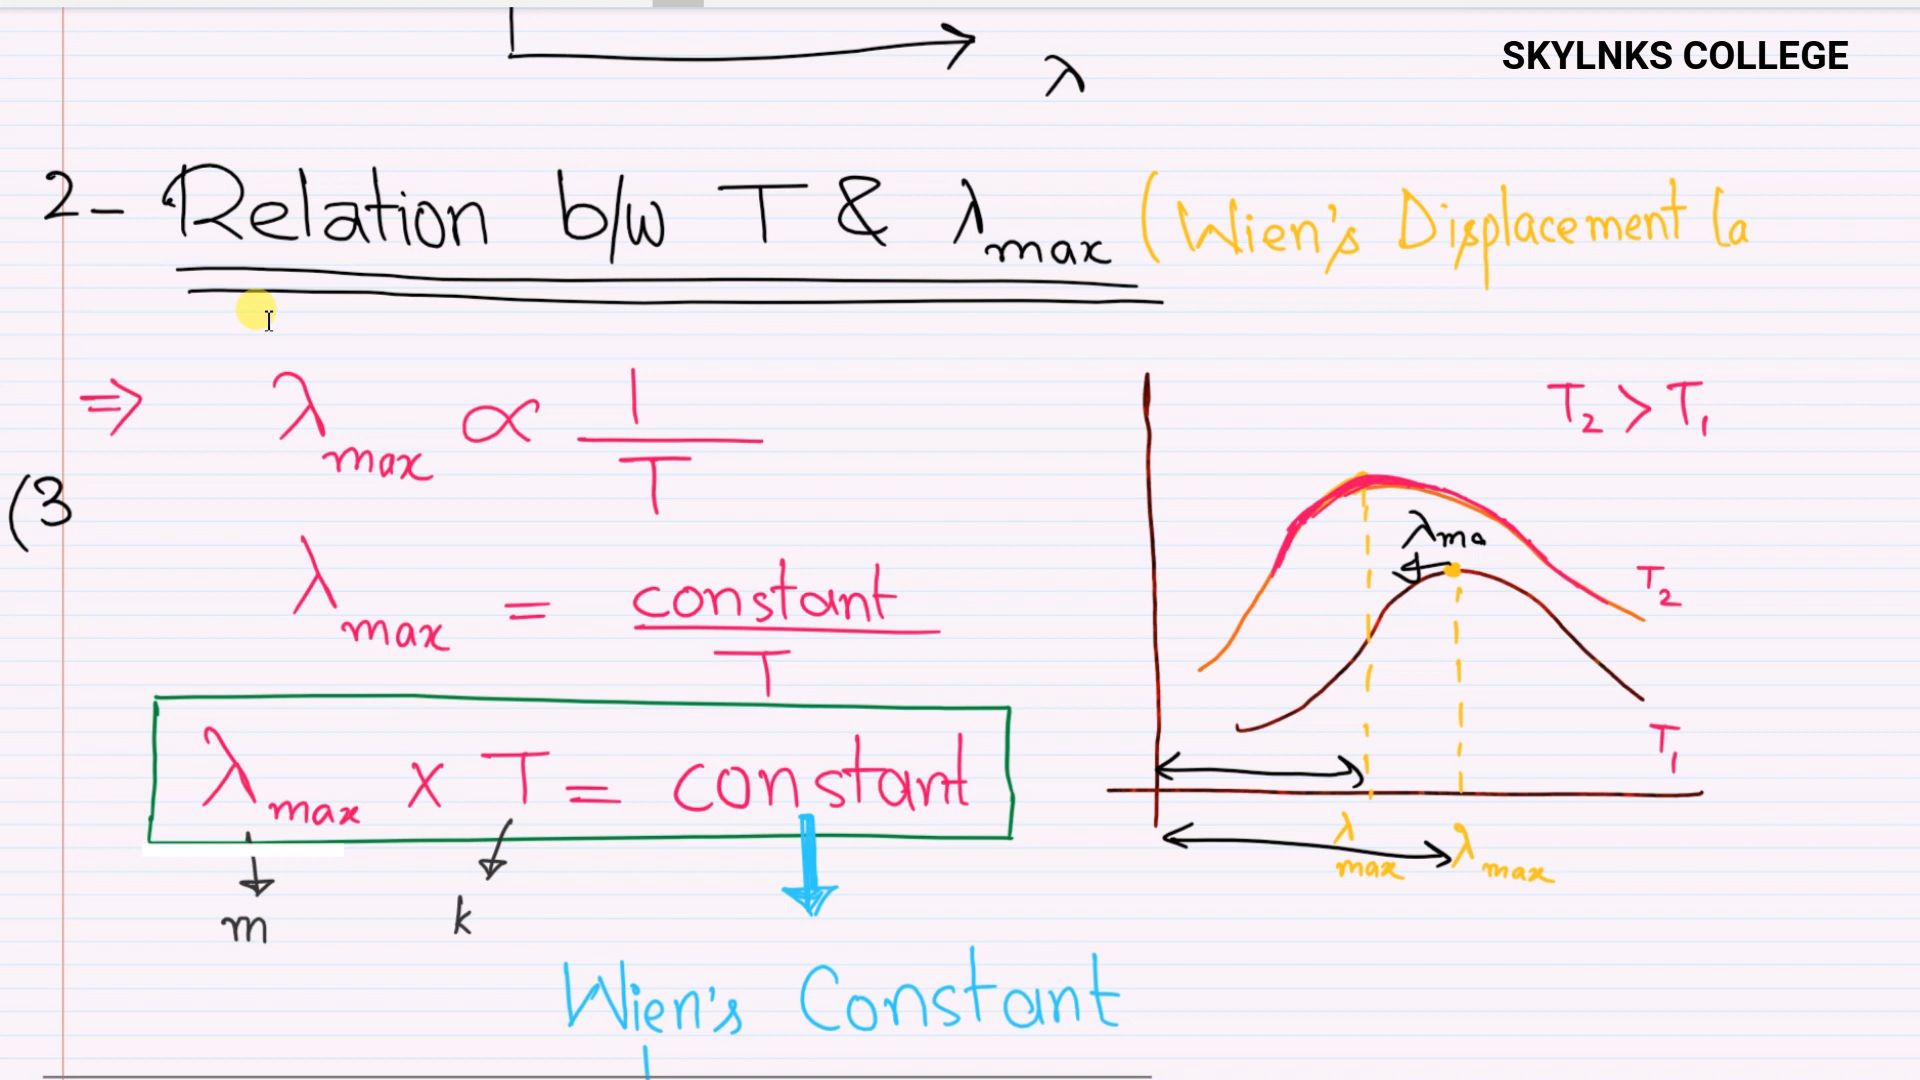 SKYLNKS COLLEGE
λ
2- Relation b/w T & λmax (Wien's Displacement La
⇒ λmax ∝ 1/T
(3
λmax = constant/T
λmax x T = constant
m k
Wien's Constant
T2 > T1
λma
T2
T1
λmax λmax